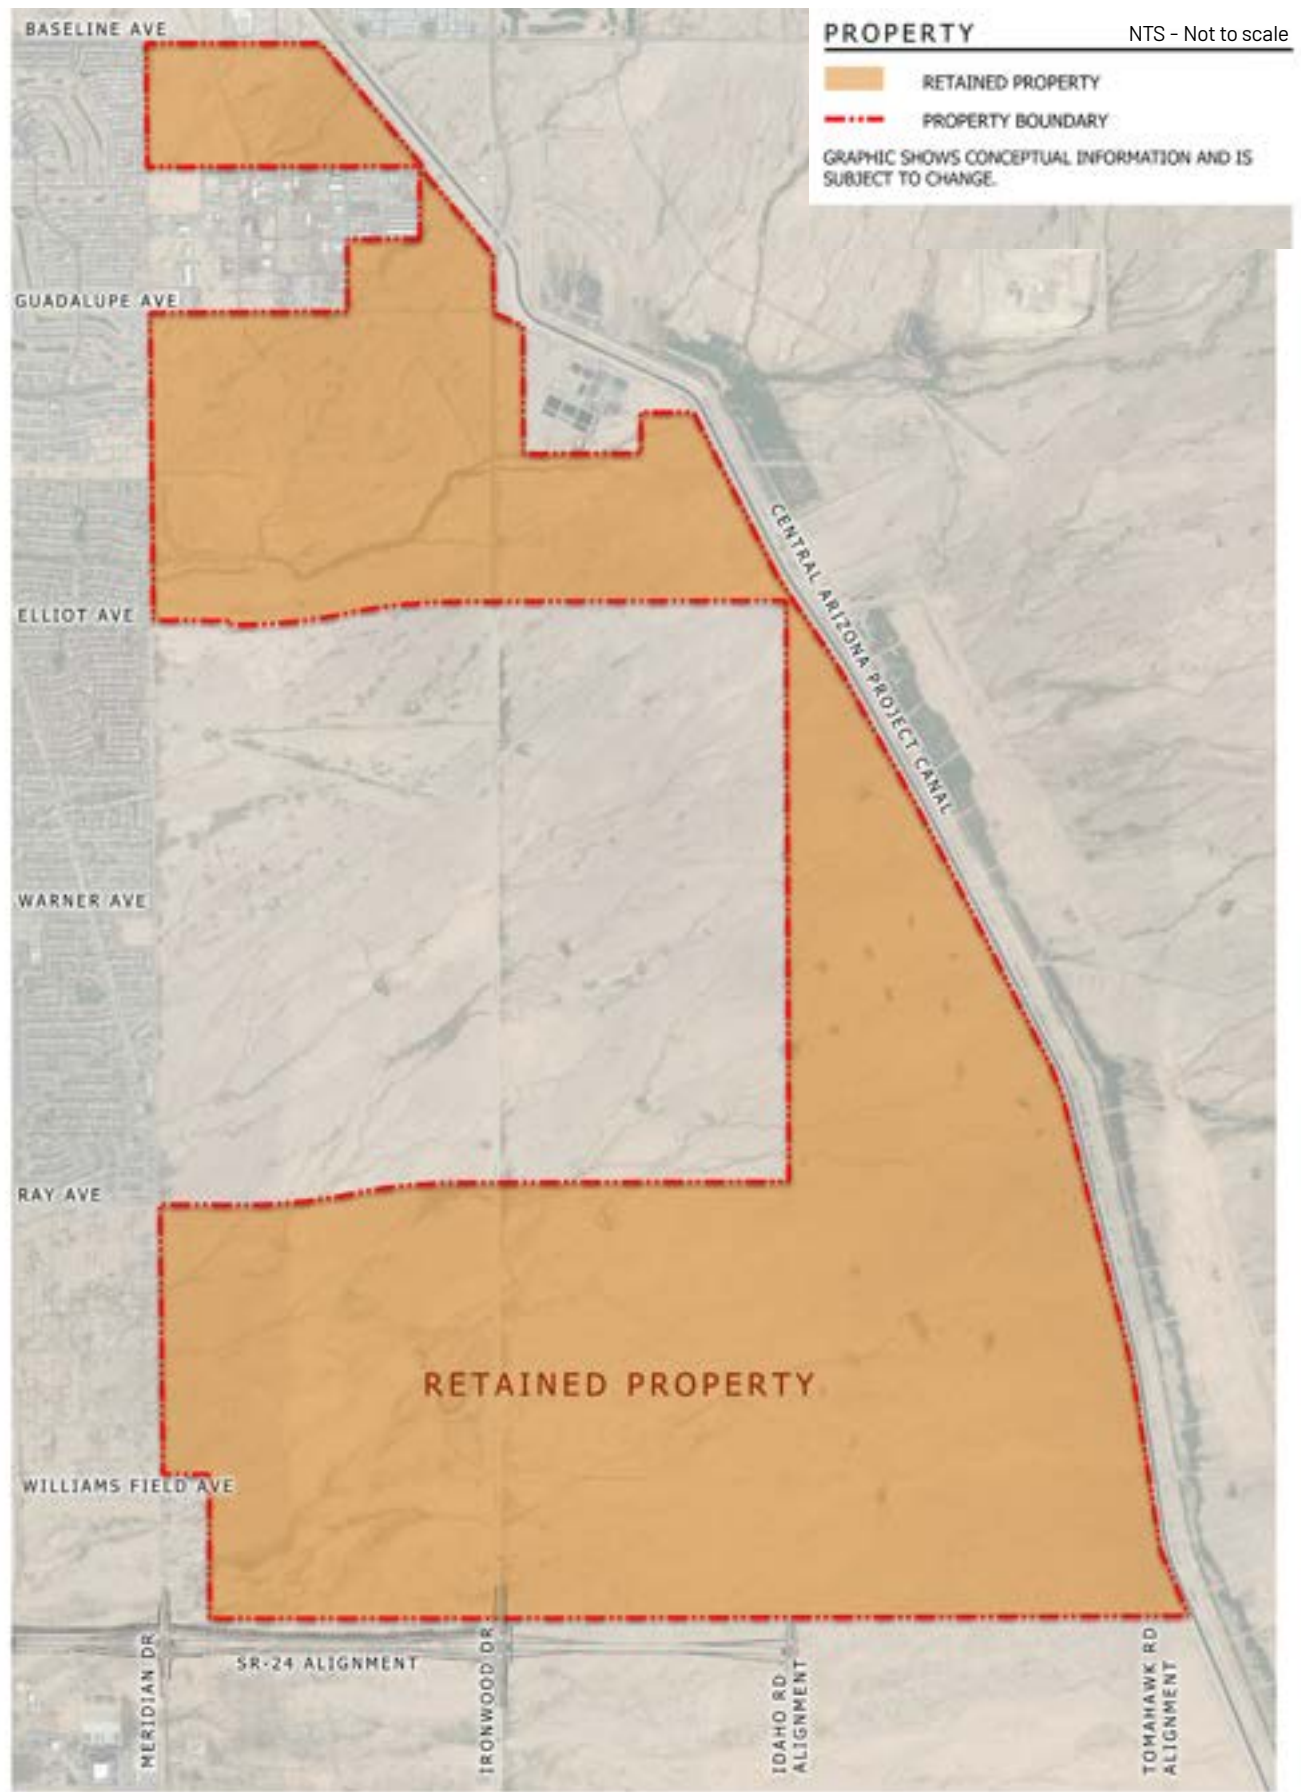 BASELINE AVE
PROPERTY
NTS - Not to scale
RETAINED PROPERTY
PROPERTY BOUNDARY
GRAPHIC SHOWS CONCEPTUAL INFORMATION AND IS
SUBJECT TO CHANGE.
GUADALUPE AVE
CENTRAL ARIZONA PROJECT CANAL
ELLIOT AVE
WARNER AVE
RAY AVE
RETAINED PROPERTY
WILLIAMS FIELD AVE
MERIDIAN DR
SR-24 ALIGNMENT
IRONWOOD DR
IDAHO RD
ALIGNMENT
TOMAHAWK RD
ALIGNMENT